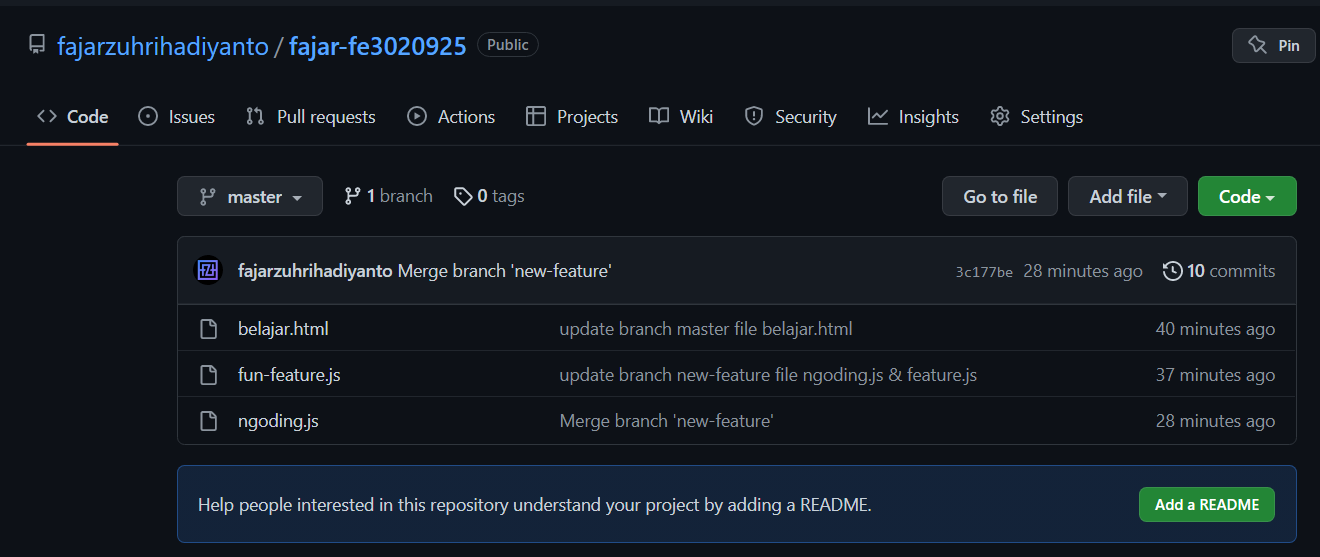 fajarzuhrihadiyanto / fajar-fe3020925 Public Pin
Code Issues Pull requests Actions Projects Wiki Security Insights Settings
master 1 branch 0 tags Go to file Add file Code
fajarzuhrihadiyanto Merge branch 'new-feature' 3c177be 28 minutes ago 10 commits
belajar.html update branch master file belajar.html 40 minutes ago
fun-feature.js update branch new-feature file ngoding.js & feature.js 37 minutes ago
ngoding.js Merge branch 'new-feature' 28 minutes ago
Help people interested in this repository understand your project by adding a README. Add a README